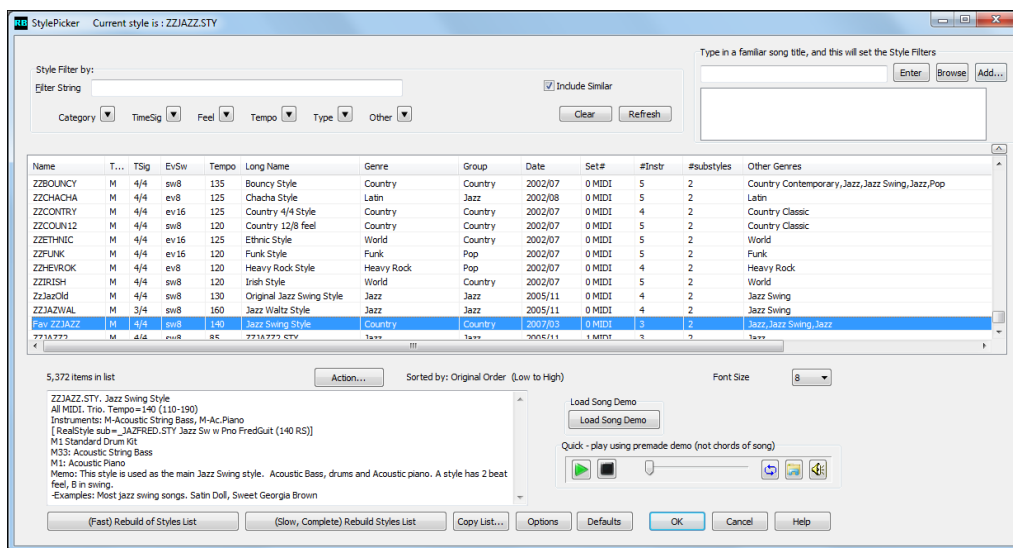 RB StylePicker Current style is : ZZJAZZ.STY
Type in a familiar song title, and this will set the Style Filters
Enter Browse Add...
Style Filter by:
Filter String
Include Similar
Category TimeSig Feel Tempo Type Other
Clear Refresh
Name T... TSig EvSw Tempo Long Name Genre Group Date Set# #Instr #substyles Other Genres
ZZBOUNCY M 4/4 sw8 135 Bouncy Style Country Country 2002/07 0 MIDI 5 2 Country Contemporary,Jazz,Jazz Swing,Jazz,Pop
ZZCHACHA M 4/4 ev8 125 Chacha Style Latin Jazz 2002/08 0 MIDI 5 2 Latin
ZZCONTRY M 4/4 ev16 125 Country 4/4 Style Country Country 2002/07 0 MIDI 4 2 Country Classic
ZZCOUN12 M 4/4 sw8 120 Country 12/8 feel Country Country 2002/07 0 MIDI 5 2 Country Classic
ZZETHNIC M 4/4 ev16 125 Ethnic Style World Country 2002/07 0 MIDI 5 2 World
ZZFUNK M 4/4 ev16 120 Funk Style Funk Pop 2002/07 0 MIDI 5 2 Funk
ZZHEVROK M 4/4 ev8 120 Heavy Rock Style Heavy Rock Pop 2002/07 0 MIDI 4 2 Heavy Rock
ZZIRISH M 4/4 sw8 120 Irish Style World Country 2002/07 0 MIDI 5 2 World
ZzJazOld M 4/4 sw8 130 Original Jazz Swing Style Jazz Jazz 2005/11 0 MIDI 4 2 Jazz Swing
ZZJAZWAL M 3/4 sw8 160 Jazz Waltz Style Jazz Jazz 2005/11 0 MIDI 4 2 Jazz Swing
Fav ZZJAZZ M 4/4 sw8 140 Jazz Swing Style Country Country 2007/03 0 MIDI 3 2 Jazz,Jazz Swing,Jazz
ZZJAZZ2 M 4/4 sw8 85 ZZJAZZ2.STY Jazz Jazz 2005/11 1 MIDI 3 2 Jazz
5,372 items in list
Action...
Sorted by: Original Order (Low to High)
Font Size 8
ZZJAZZ.STY. Jazz Swing Style
All MIDI. Trio. Tempo=140 (110-190)
Instruments: M-Acoustic String Bass, M-Ac.Piano
[RealStyle sub=_JAZFRED.STY Jazz Sw w Pno FredGuit (140 RS)]
M1 Standard Drum Kit
M33: Acoustic String Bass
M1: Acoustic Piano
Memo: This style is used as the main Jazz Swing style. Acoustic Bass, drums and Acoustic piano. A style has 2 beat
feel, B in swing.
-Examples: Most jazz swing songs. Satin Doll, Sweet Georgia Brown
Load Song Demo
Load Song Demo
Quick - play using premade demo (not chords of song)
(Fast) Rebuild of Styles List (Slow, Complete) Rebuild Styles List Copy List... Options Defaults OK Cancel Help